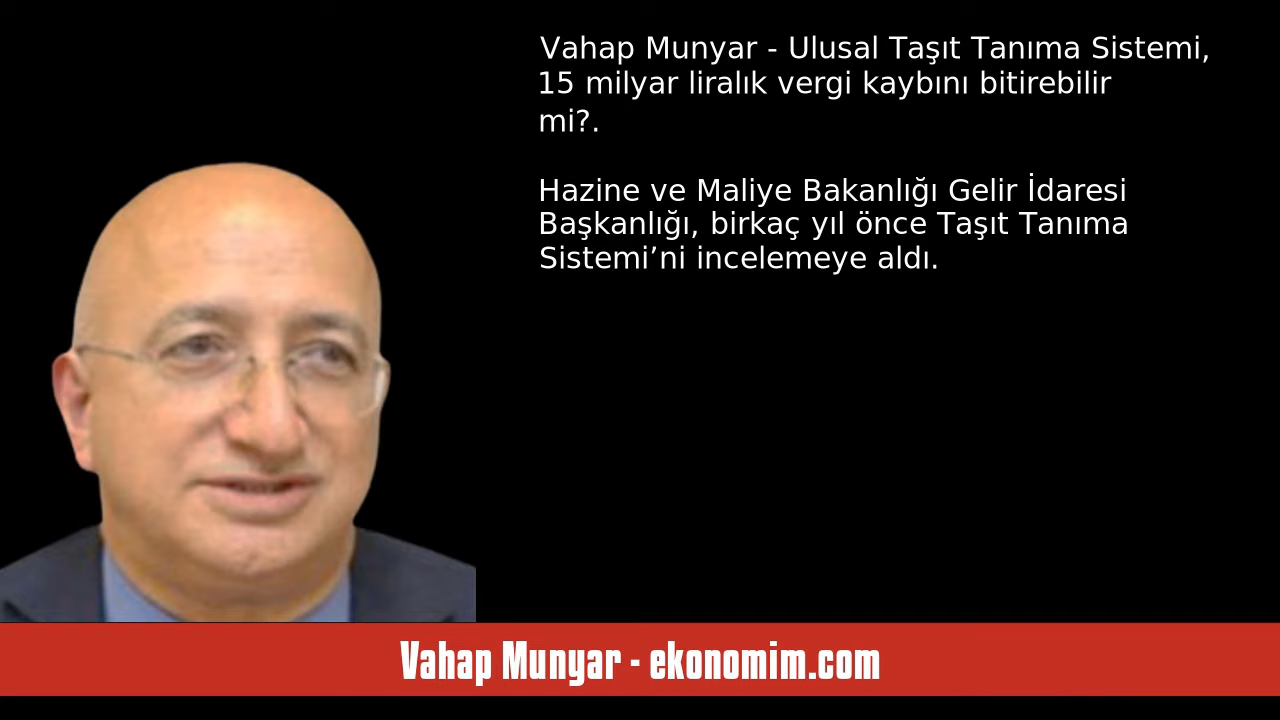 Vahap Munyar - Ulusal Taşıt Tanıma Sistemi,
15 milyar liralık vergi kaybını bitirebilir
mi?.
Hazine ve Maliye Bakanlığı Gelir İdaresi
Başkanlığı, birkaç yıl önce Taşıt Tanıma
Sistemi’ni incelemeye aldı.
Vahap Munyar - ekonomim.com